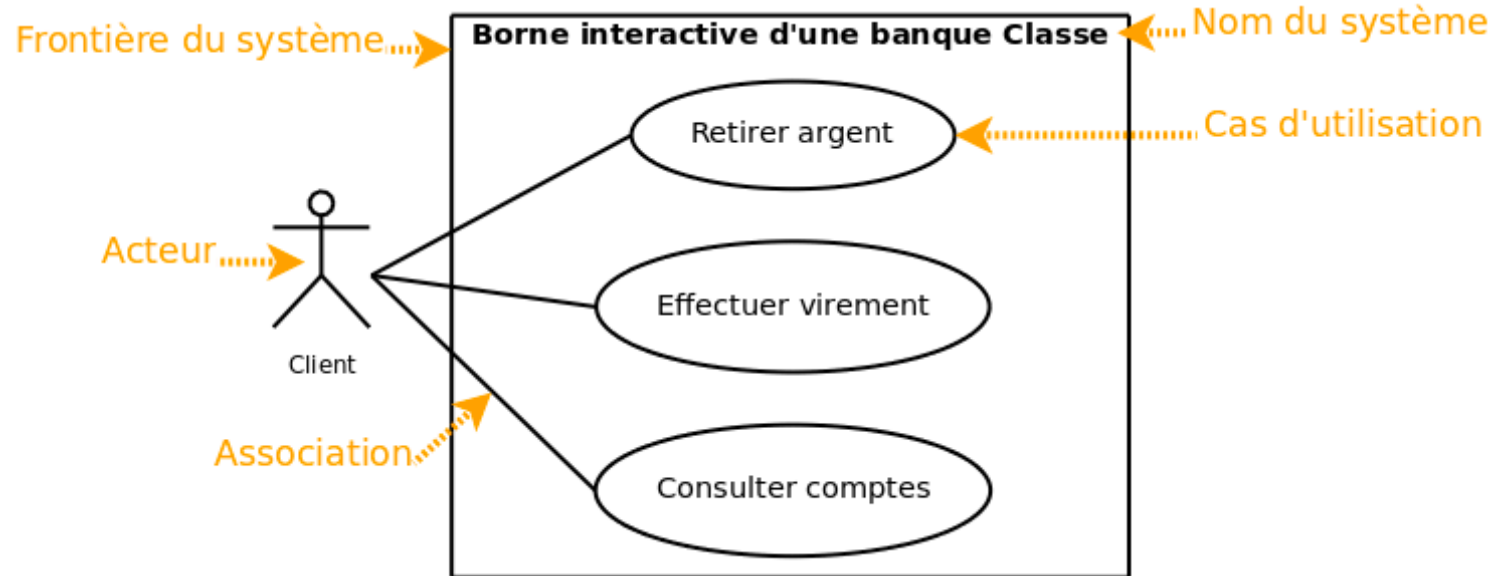 Frontière du système
Borne interactive d'une banque Classe
Nom du système
Retirer argent
Cas d'utilisation
Acteur
Effectuer virement
Client
Association
Consulter comptes